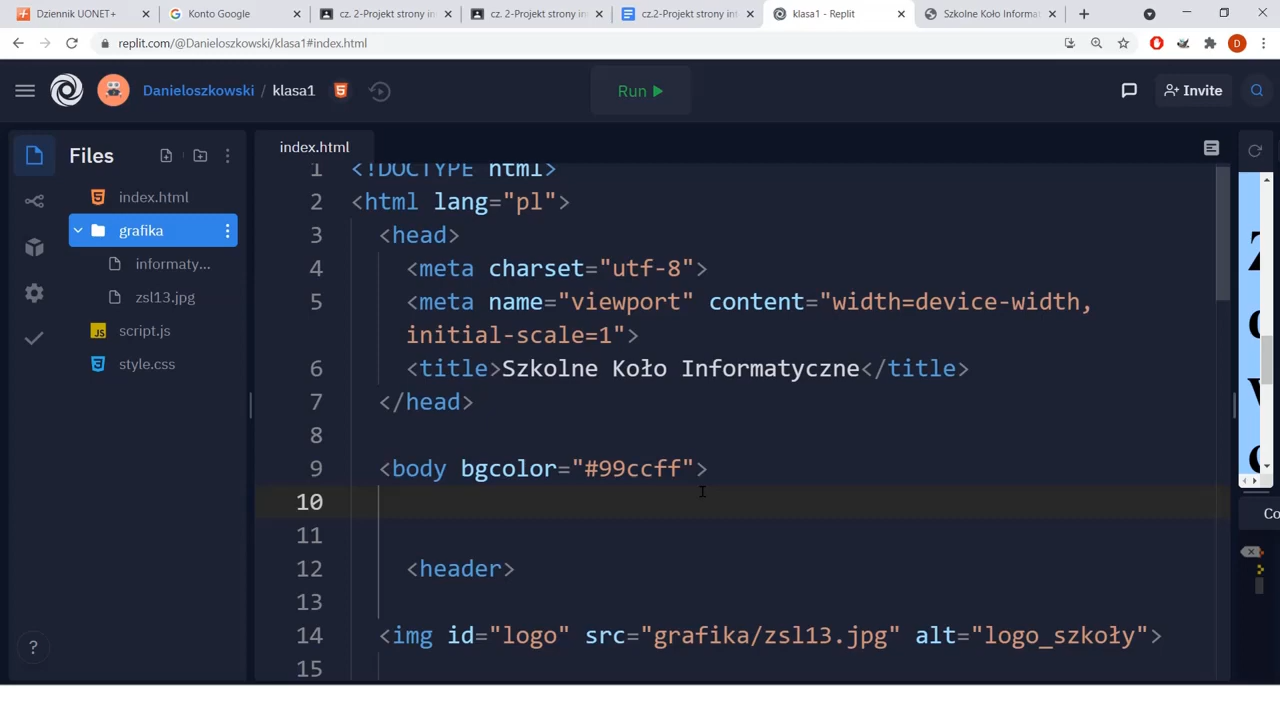 Dziennik UONET+
Konto Google
cz. 2-Projekt strony in
cz. 2-Projekt strony in
cz.2-Projekt strony int
klasa1 - Replit
Szkolne Koło Informat
replit.com/@Danieloszkowski/klasa1#index.html
D
Danieloszkowski / klasa1
Run
Invite
Files
index.html
grafika
informaty...
zsl13.jpg
script.js
style.css
?
index.html
1 <!DOCTYPE html>
2 <html lang="pl">
3 <head>
4 <meta charset="utf-8">
5 <meta name="viewport" content="width=device-width,
initial-scale=1">
6 <title>Szkolne Koło Informatyczne</title>
7 </head>
8
9 <body bgcolor="#99ccff">
10
11
12 <header>
13
14 <img id="logo" src="grafika/zsl13.jpg" alt="logo_szkoły">
15
Co